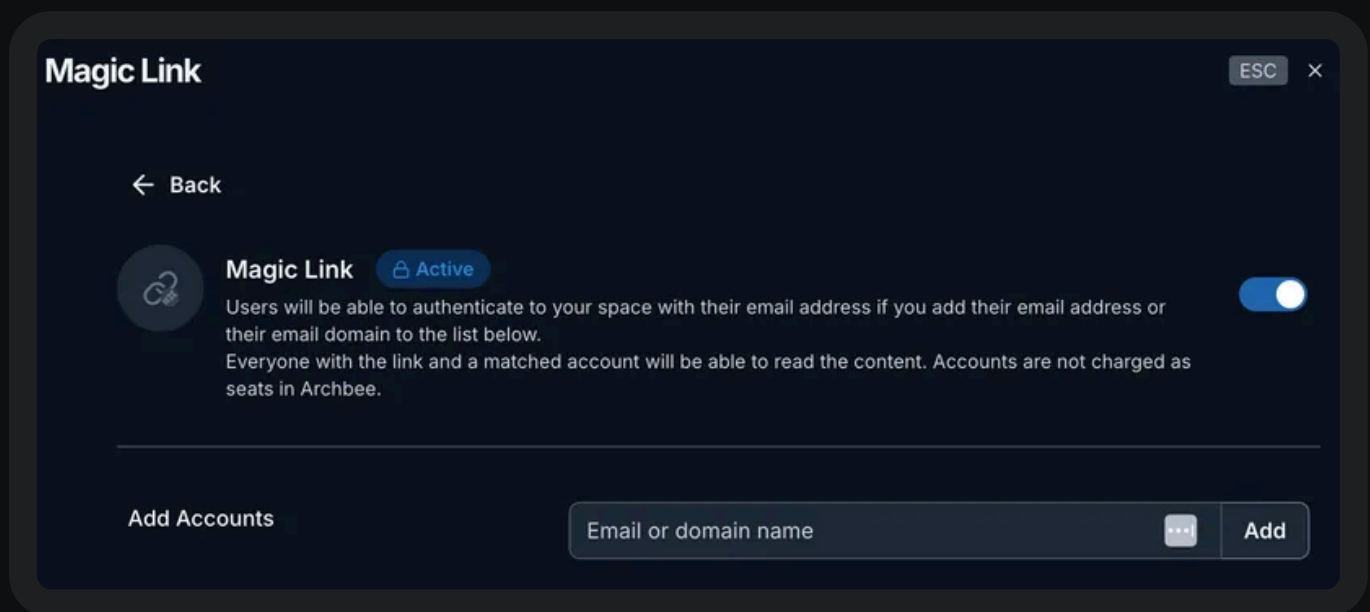 Magic Link
ESC
Back
Magic Link
Active
Users will be able to authenticate to your space with their email address if you add their email address or
their email domain to the list below.
Everyone with the link and a matched account will be able to read the content. Accounts are not charged as
seats in Archbee.
Add Accounts
Email or domain name
Add